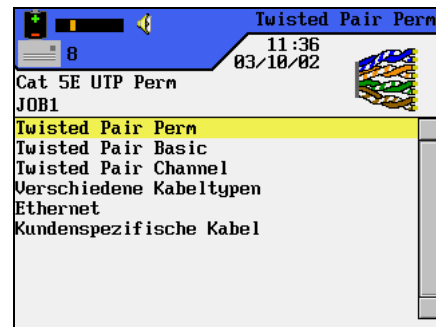 Twisted Pair Perm
11:36
8
03/10/02
Cat 5E UTP Perm
JOB1
Twisted Pair Perm
Twisted Pair Basic
Twisted Pair Channel
Verschiedene Kabeltypen
Ethernet
Kundenspezifische Kabel